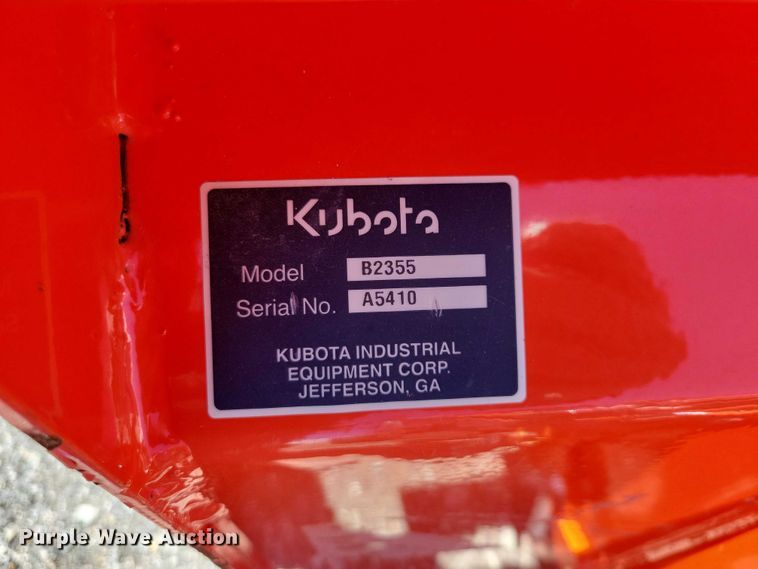 Kubota
Model B2355
Serial No. A5410
KUBOTA INDUSTRIAL
EQUIPMENT CORP.
JEFFERSON, GA
Purple Wave Auction